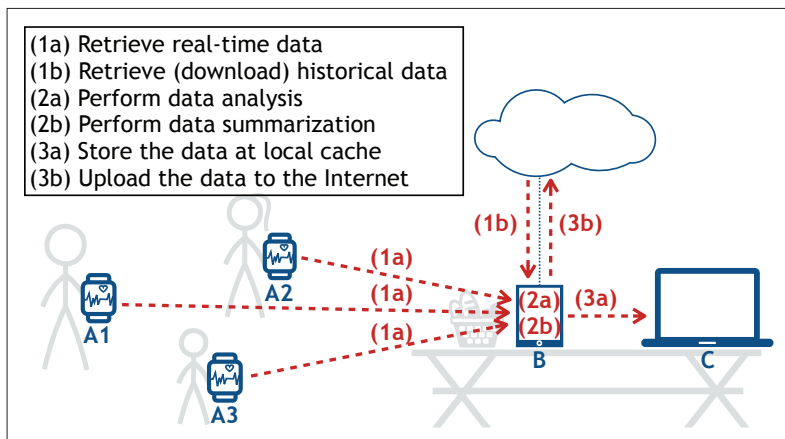 (1a) Retrieve real-time data
(1b) Retrieve (download) historical data
(2a) Perform data analysis
(2b) Perform data summarization
(3a) Store the data at local cache
(3b) Upload the data to the Internet
(1b)
(3b)
(1a)
A2
(1a)
(2a)
(3a)
A1
(1a)
(2b)
B
C
A3